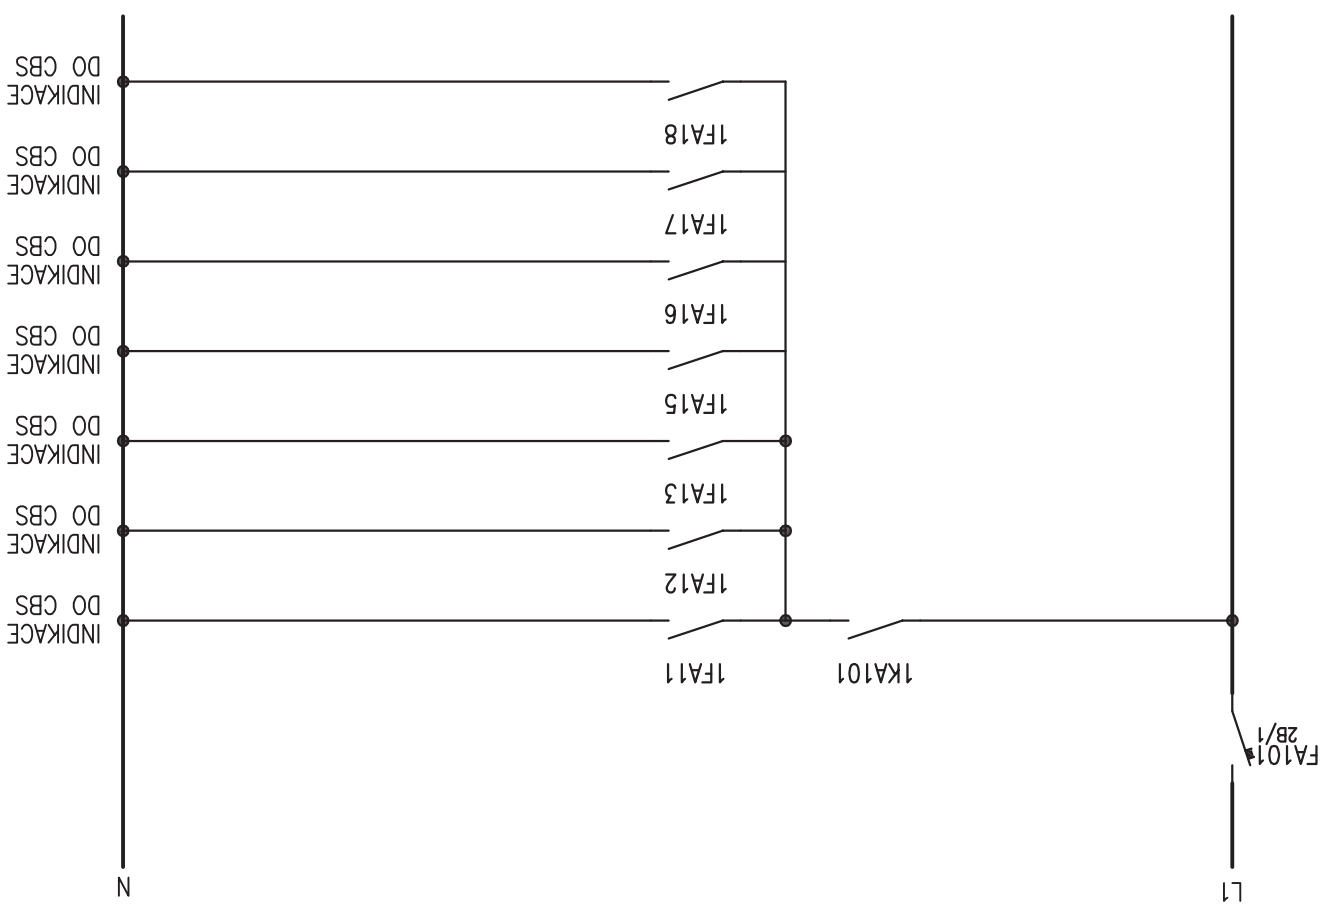 L1
N
FA101
2B/1
1KA101
1FA11
INDIKACE
DO CBS
1FA12
INDIKACE
DO CBS
1FA13
INDIKACE
DO CBS
1FA15
INDIKACE
DO CBS
1FA16
INDIKACE
DO CBS
1FA17
INDIKACE
DO CBS
1FA18
INDIKACE
DO CBS